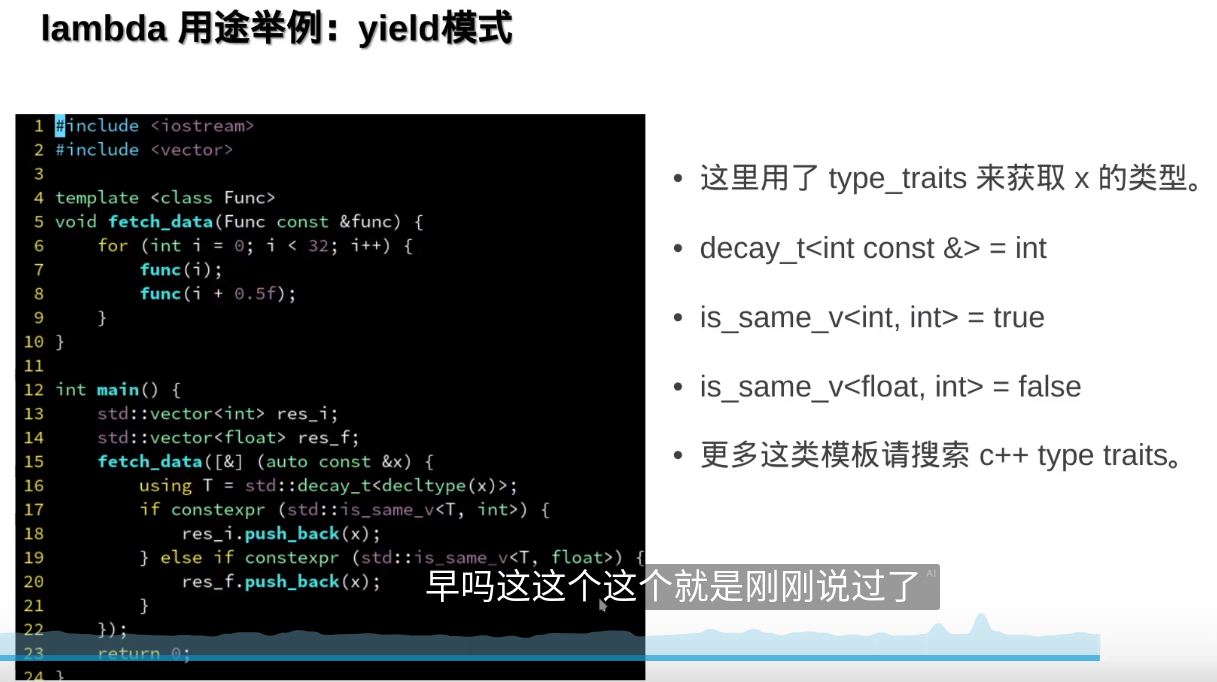 lambda 用途举例：yield模式
1 #include <iostream>
2 #include <vector>
3
4 template <class Func>
5 void fetch_data(Func const &func) {
6     for (int i = 0; i < 32; i++) {
7         func(i);
8         func(i + 0.5f);
9     }
10 }
11
12 int main() {
13     std::vector<int> res_i;
14     std::vector<float> res_f;
15     fetch_data([&] (auto const &x) {
16         using T = std::decay_t<decltype(x)>;
17         if constexpr (std::is_same_v<T, int>) {
18             res_i.push_back(x);
19         } else if constexpr (std::is_same_v<T, float>) {
20             res_f.push_back(x);
21         }
22     });
23     return 0;
24 }
• 这里用了 type_traits 来获取 x 的类型。
• decay_t<int const &> = int
• is_same_v<int, int> = true
• is_same_v<float, int> = false
• 更多这类模板请搜索 c++ type traits。
早吗这这个这个就是刚刚说过了 AI